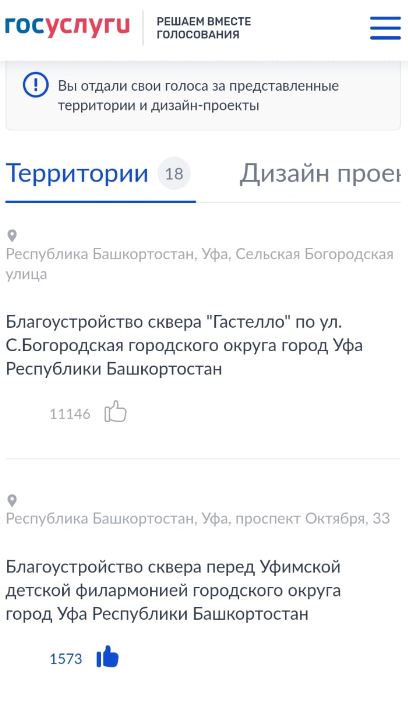 госуслуги
РЕШАЕМ ВМЕСТЕ
ГОЛОСОВАНИЯ
Вы отдали свои голоса за представленные
территории и дизайн-проекты
Территории 18 Дизайн проек
Республика Башкортостан, Уфа, Сельская Богородская
улица
Благоустройство сквера "Гастелло" по ул.
С.Богородская городского округа город Уфа
Республики Башкортостан
11146
Республика Башкортостан, Уфа, проспект Октября, 33
Благоустройство сквера перед Уфимской
детской филармонией городского округа
город Уфа Республики Башкортостан
1573